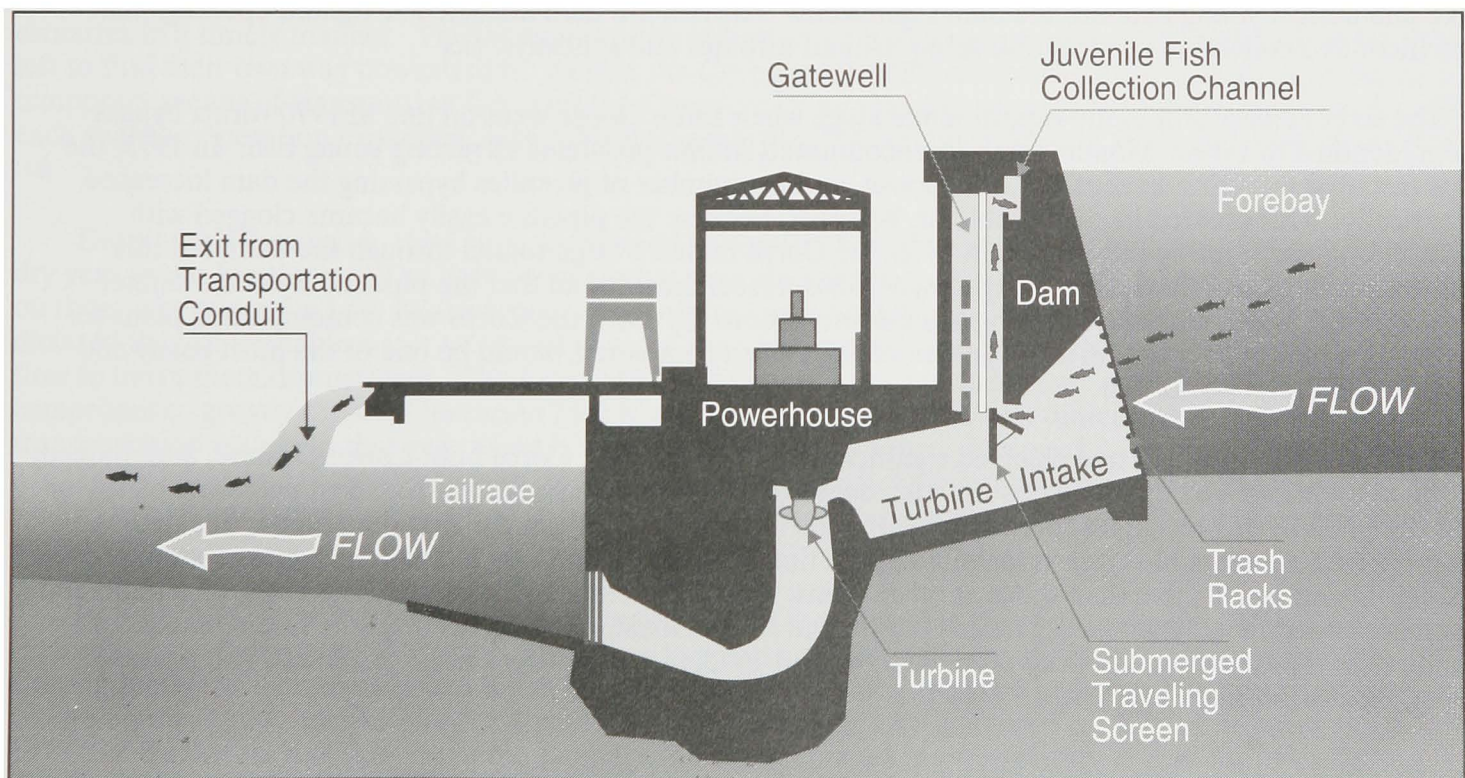 Gatewell
Juvenile Fish
Collection Channel
Forebay
Exit from
Transportation
Conduit
Dam
FLOW
Powerhouse
Tailrace
Turbine Intake
FLOW
Trash
Racks
Turbine
Submerged
Traveling
Screen